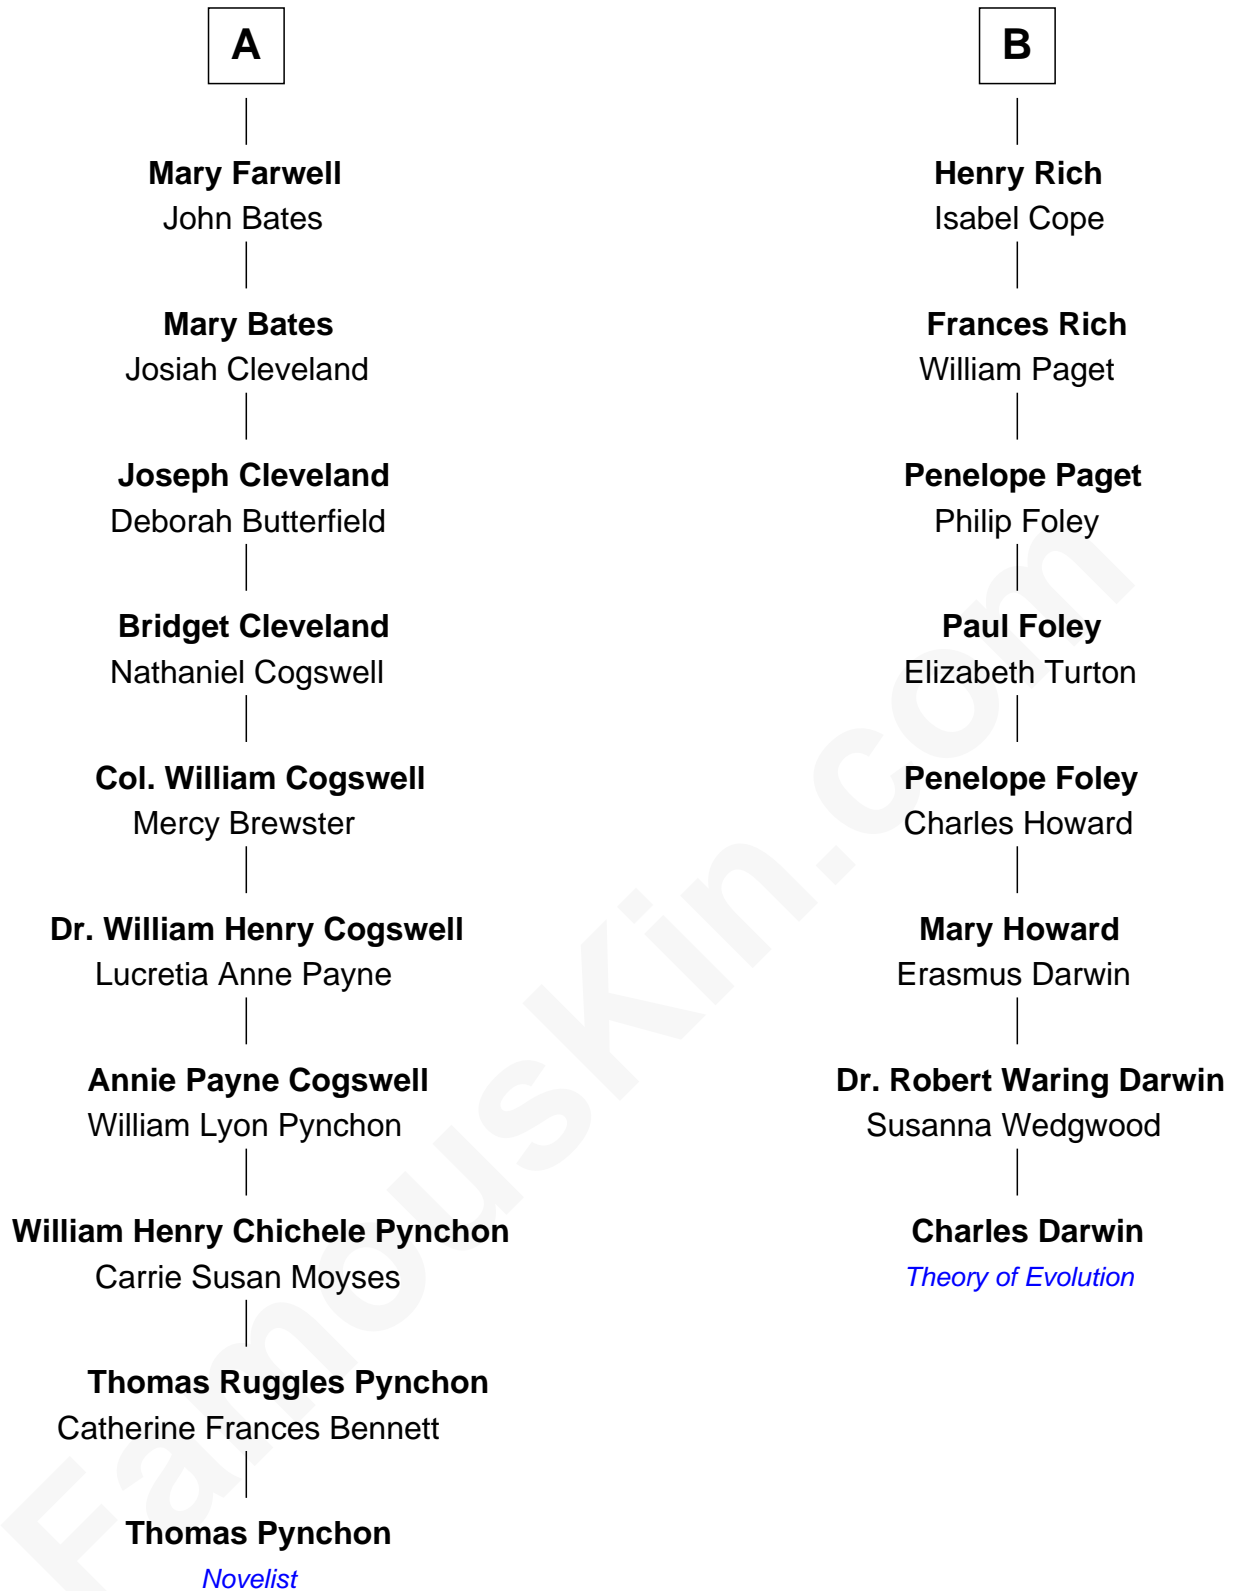 A
Mary Farwell
John Bates
Mary Bates
Josiah Cleveland
Joseph Cleveland
Deborah Butterfield
Bridget Cleveland
Nathaniel Cogswell
Col. William Cogswell
Mercy Brewster
Dr. William Henry Cogswell
Lucretia Anne Payne
Annie Payne Cogswell
William Lyon Pynchon
William Henry Chichele Pynchon
Carrie Susan Moyses
Thomas Ruggles Pynchon
Catherine Frances Bennett
Thomas Pynchon
Novelist
B
Henry Rich
Isabel Cope
Frances Rich
William Paget
Penelope Paget
Philip Foley
Paul Foley
Elizabeth Turton
Penelope Foley
Charles Howard
Mary Howard
Erasmus Darwin
Dr. Robert Waring Darwin
Susanna Wedgwood
Charles Darwin
Theory of Evolution
FamousKin.com